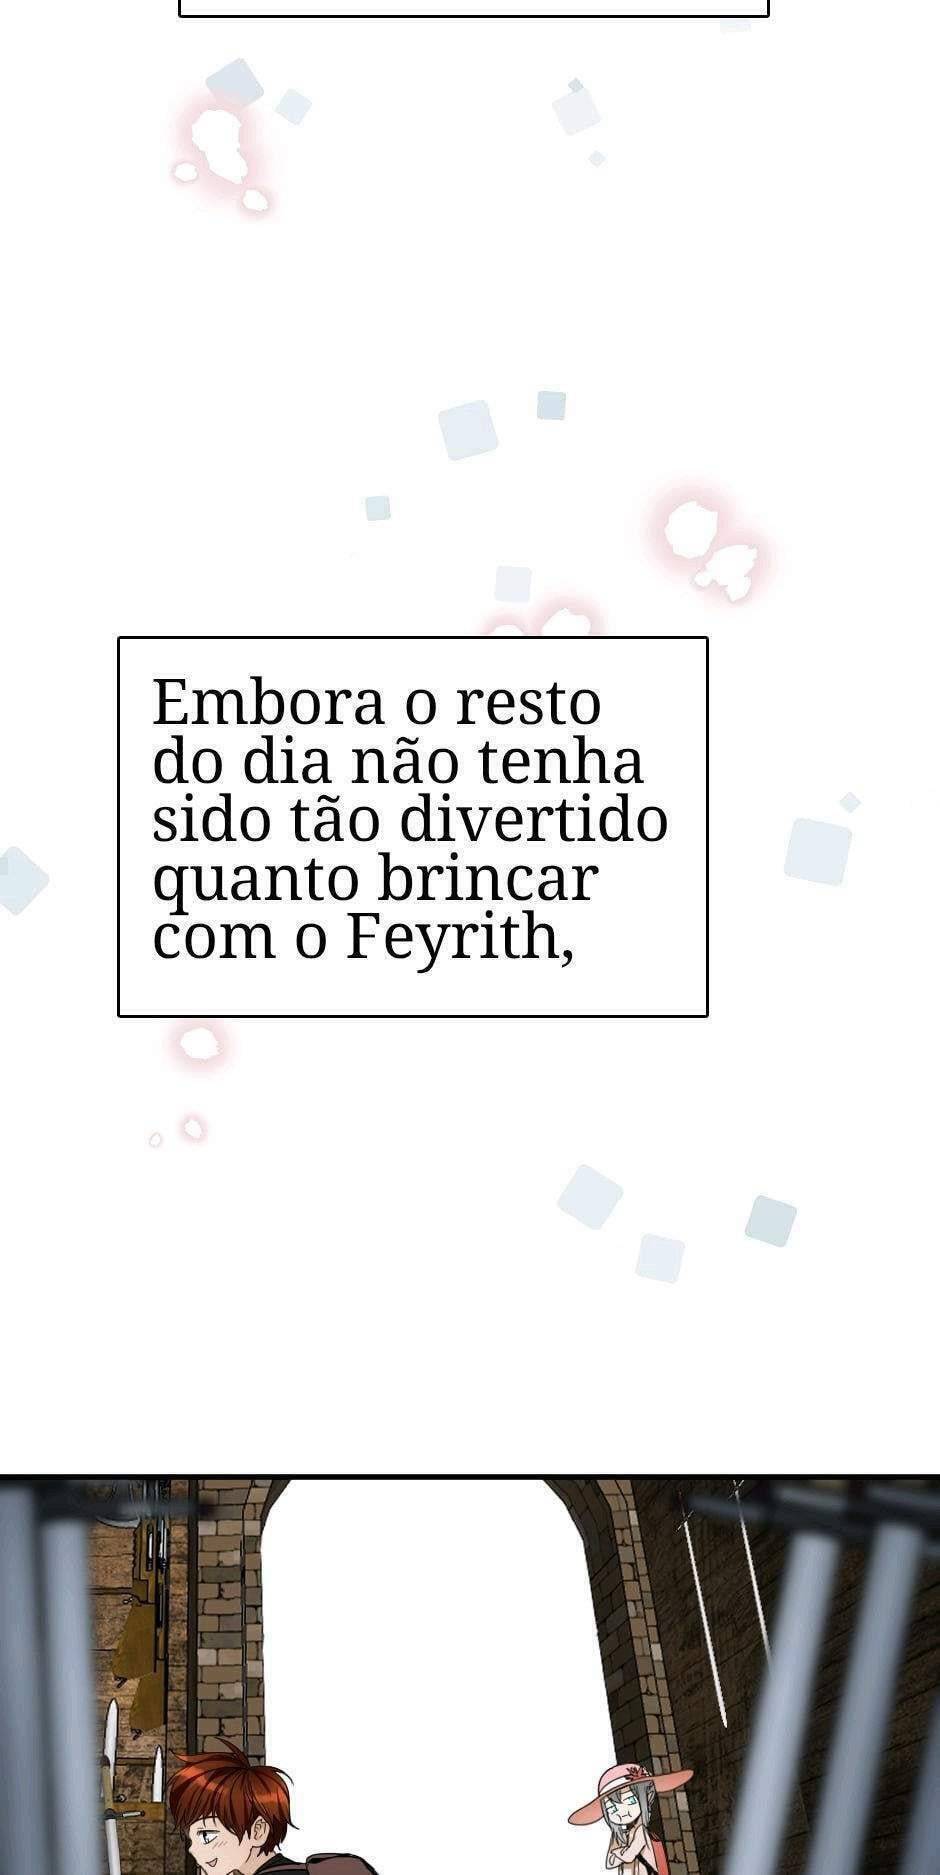 Embora o resto
do dia não tenha
sido tão divertido
quanto brincar
com o Feyrith,